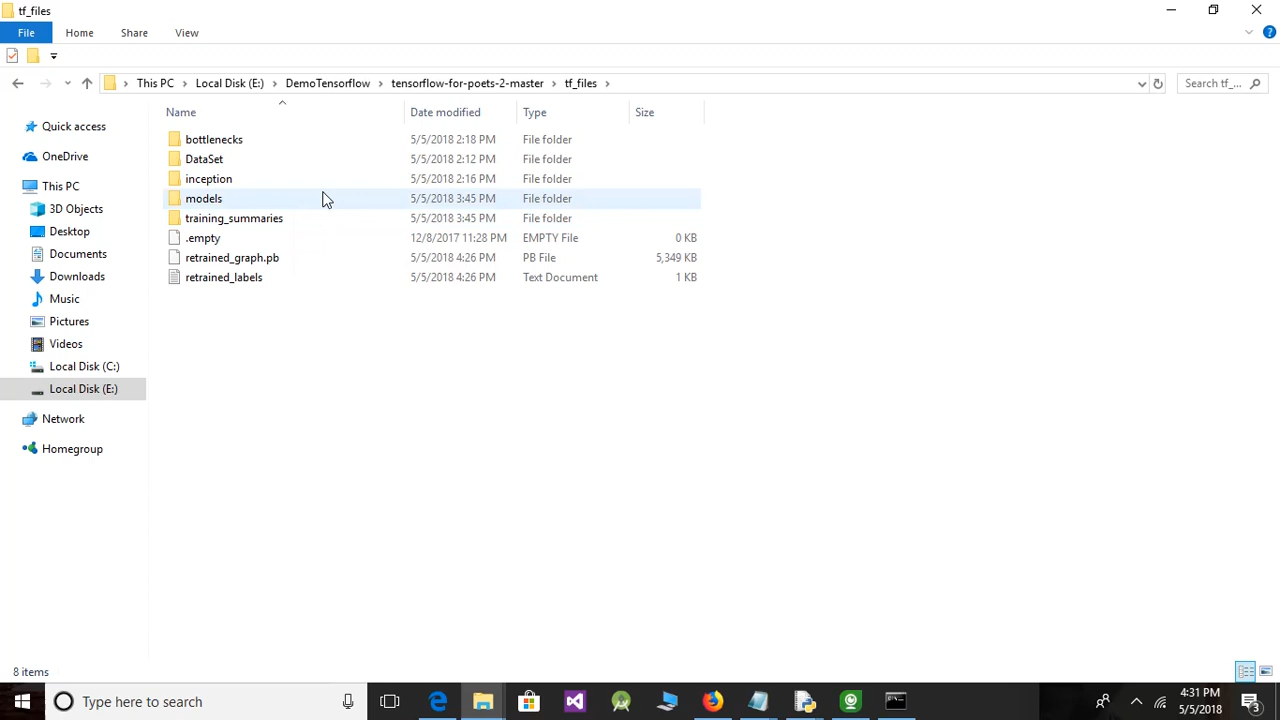 tf_files
File Home Share View
This PC Local Disk (E:) DemoTensorflow tensorflow-for-poets-2-master tf_files Search tf_...
Name Date modified Type Size
Quick access
OneDrive
This PC
3D Objects
Desktop
Documents
Downloads
Music
Pictures
Videos
Local Disk (C:)
Local Disk (E:)
Network
Homegroup
bottlenecks 5/5/2018 2:18 PM File folder
DataSet 5/5/2018 2:12 PM File folder
inception 5/5/2018 2:16 PM File folder
models 5/5/2018 3:45 PM File folder
training_summaries 5/5/2018 3:45 PM File folder
.empty 12/8/2017 11:28 PM EMPTY File 0 KB
retrained_graph.pb 5/5/2018 4:26 PM PB File 5,349 KB
retrained_labels 5/5/2018 4:26 PM Text Document 1 KB
8 items
Type here to search
4:31 PM
5/5/2018
3